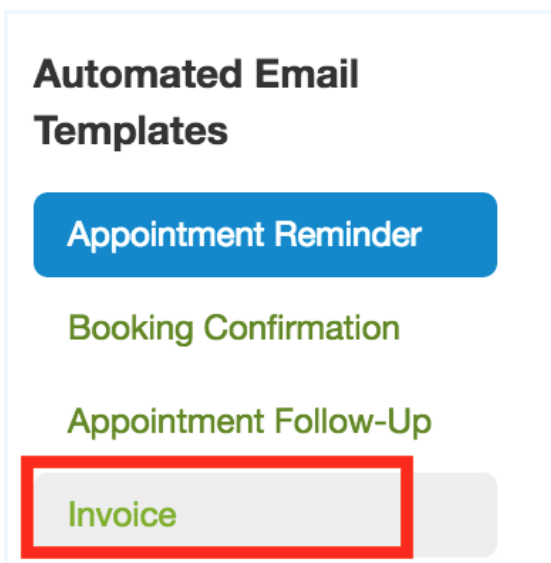 Automated Email
Templates
Appointment Reminder
Booking Confirmation
Appointment Follow-Up
Invoice